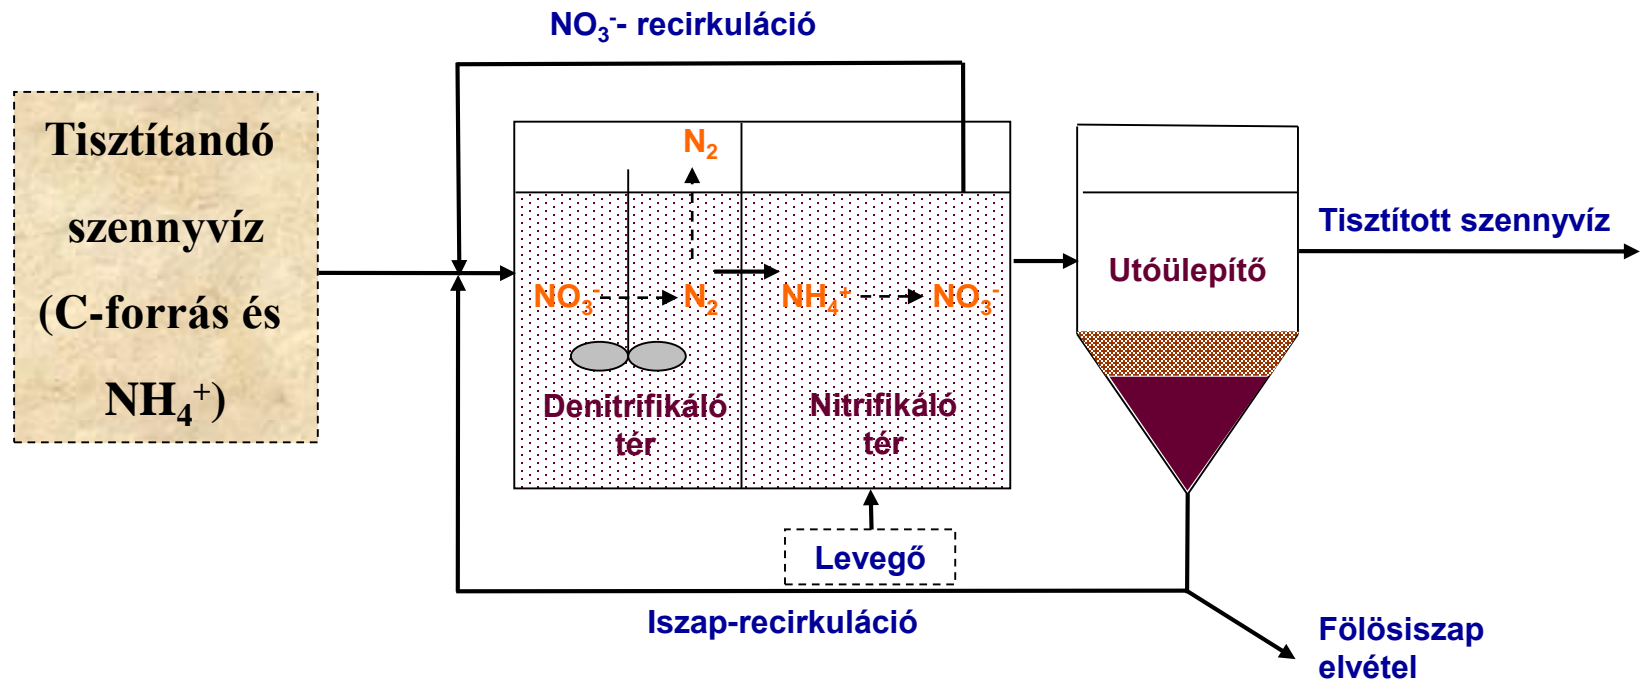 NO₃⁻- recirkuláció
Tisztítandó
szennyvíz
(C-forrás és
NH₄⁺)
N₂
NO₃⁻ N₂ NH₄⁺ NO₃⁻
Denitrifikáló
tér
Nitrifikáló
tér
Levegő
Utóülepítő
Tisztított szennyvíz
Iszap-recirkuláció
Fölösiszap
elvétel